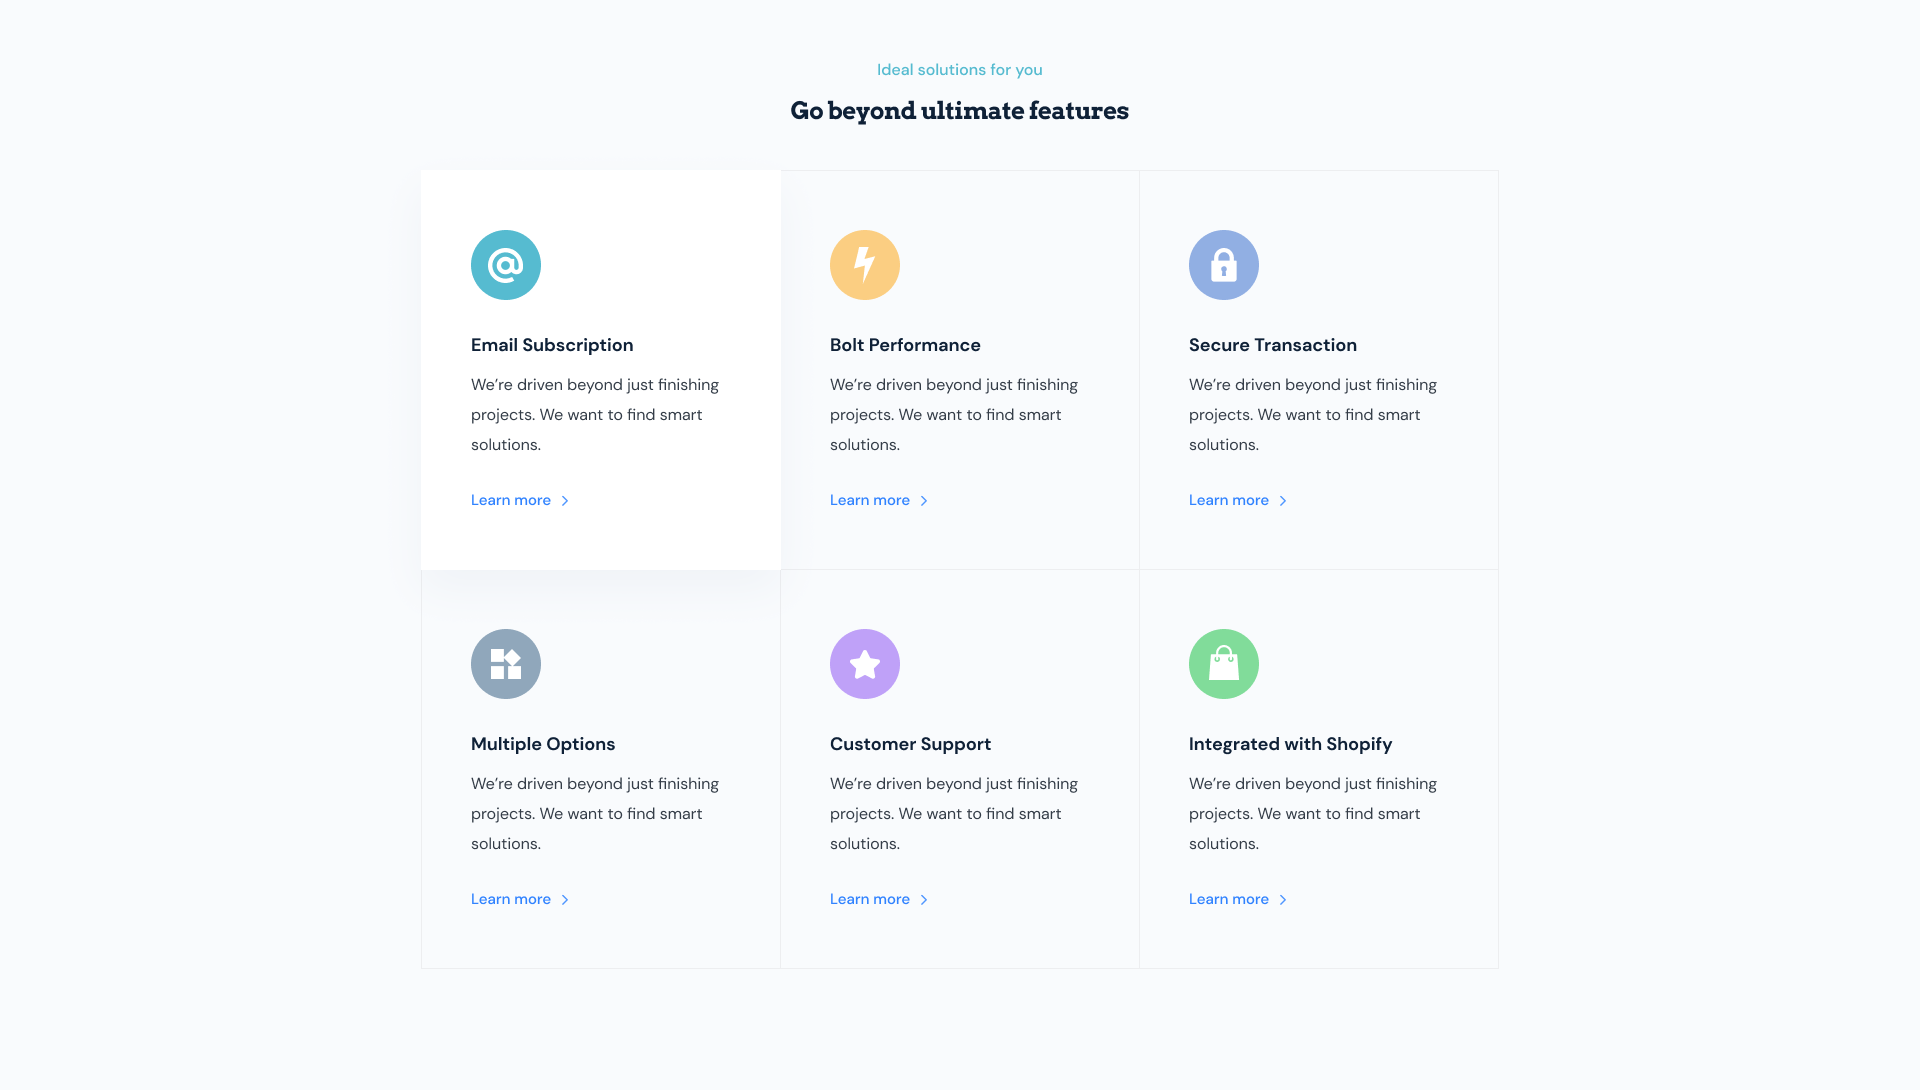 Ideal solutions for you
Go beyond ultimate features
Email Subscription
We’re driven beyond just finishing
projects. We want to find smart
solutions.
Learn more
Bolt Performance
We’re driven beyond just finishing
projects. We want to find smart
solutions.
Learn more
Secure Transaction
We’re driven beyond just finishing
projects. We want to find smart
solutions.
Learn more
Multiple Options
We’re driven beyond just finishing
projects. We want to find smart
solutions.
Learn more
Customer Support
We’re driven beyond just finishing
projects. We want to find smart
solutions.
Learn more
Integrated with Shopify
We’re driven beyond just finishing
projects. We want to find smart
solutions.
Learn more